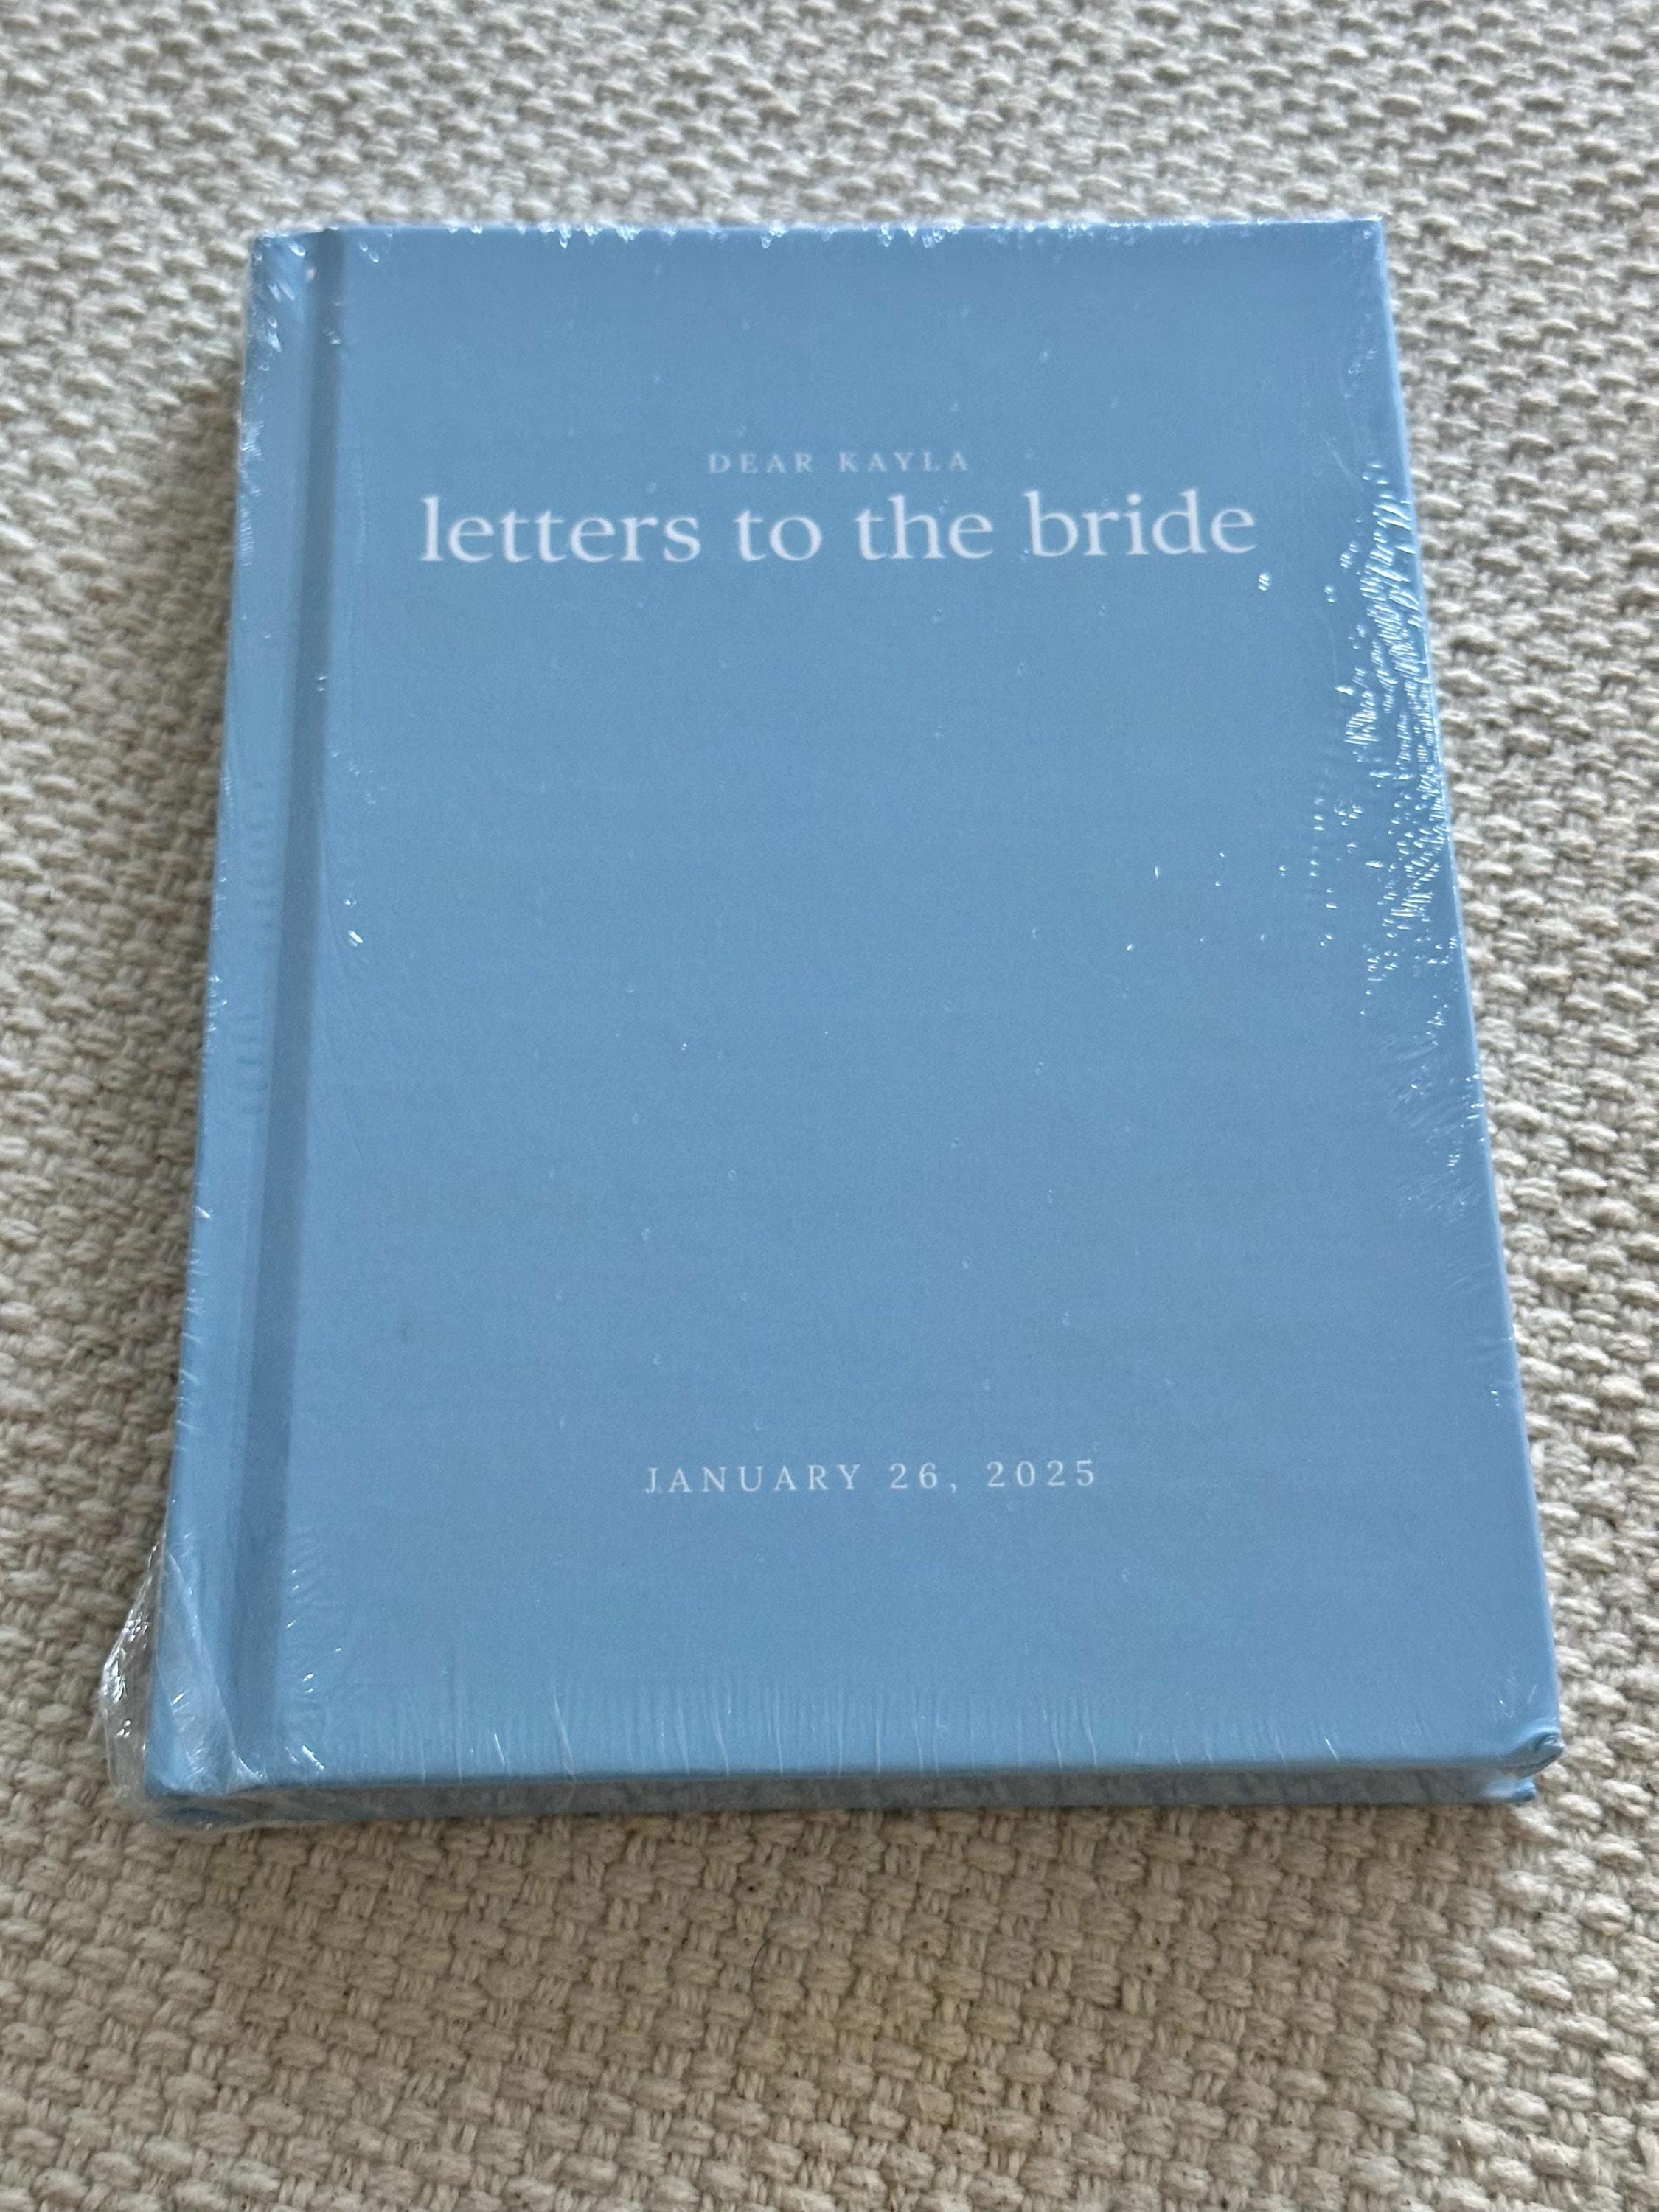 DEAR KAYLA
letters to the bride
JANUARY 26, 2025